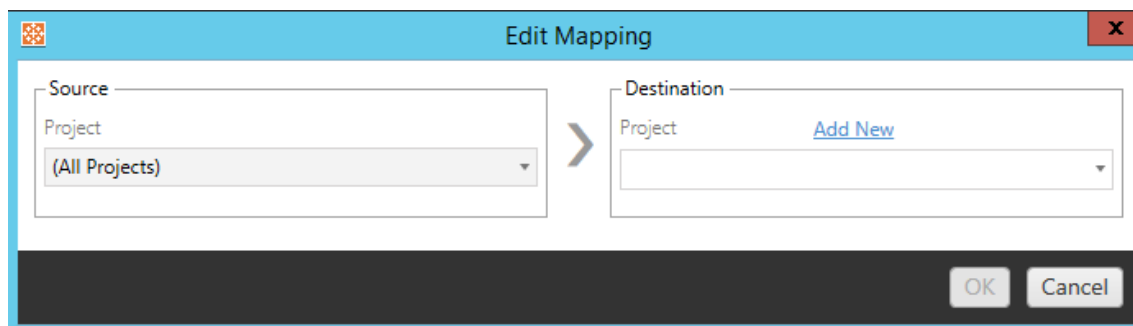 Edit Mapping
x
Source
Project
(All Projects)
Destination
Project Add New
OK Cancel